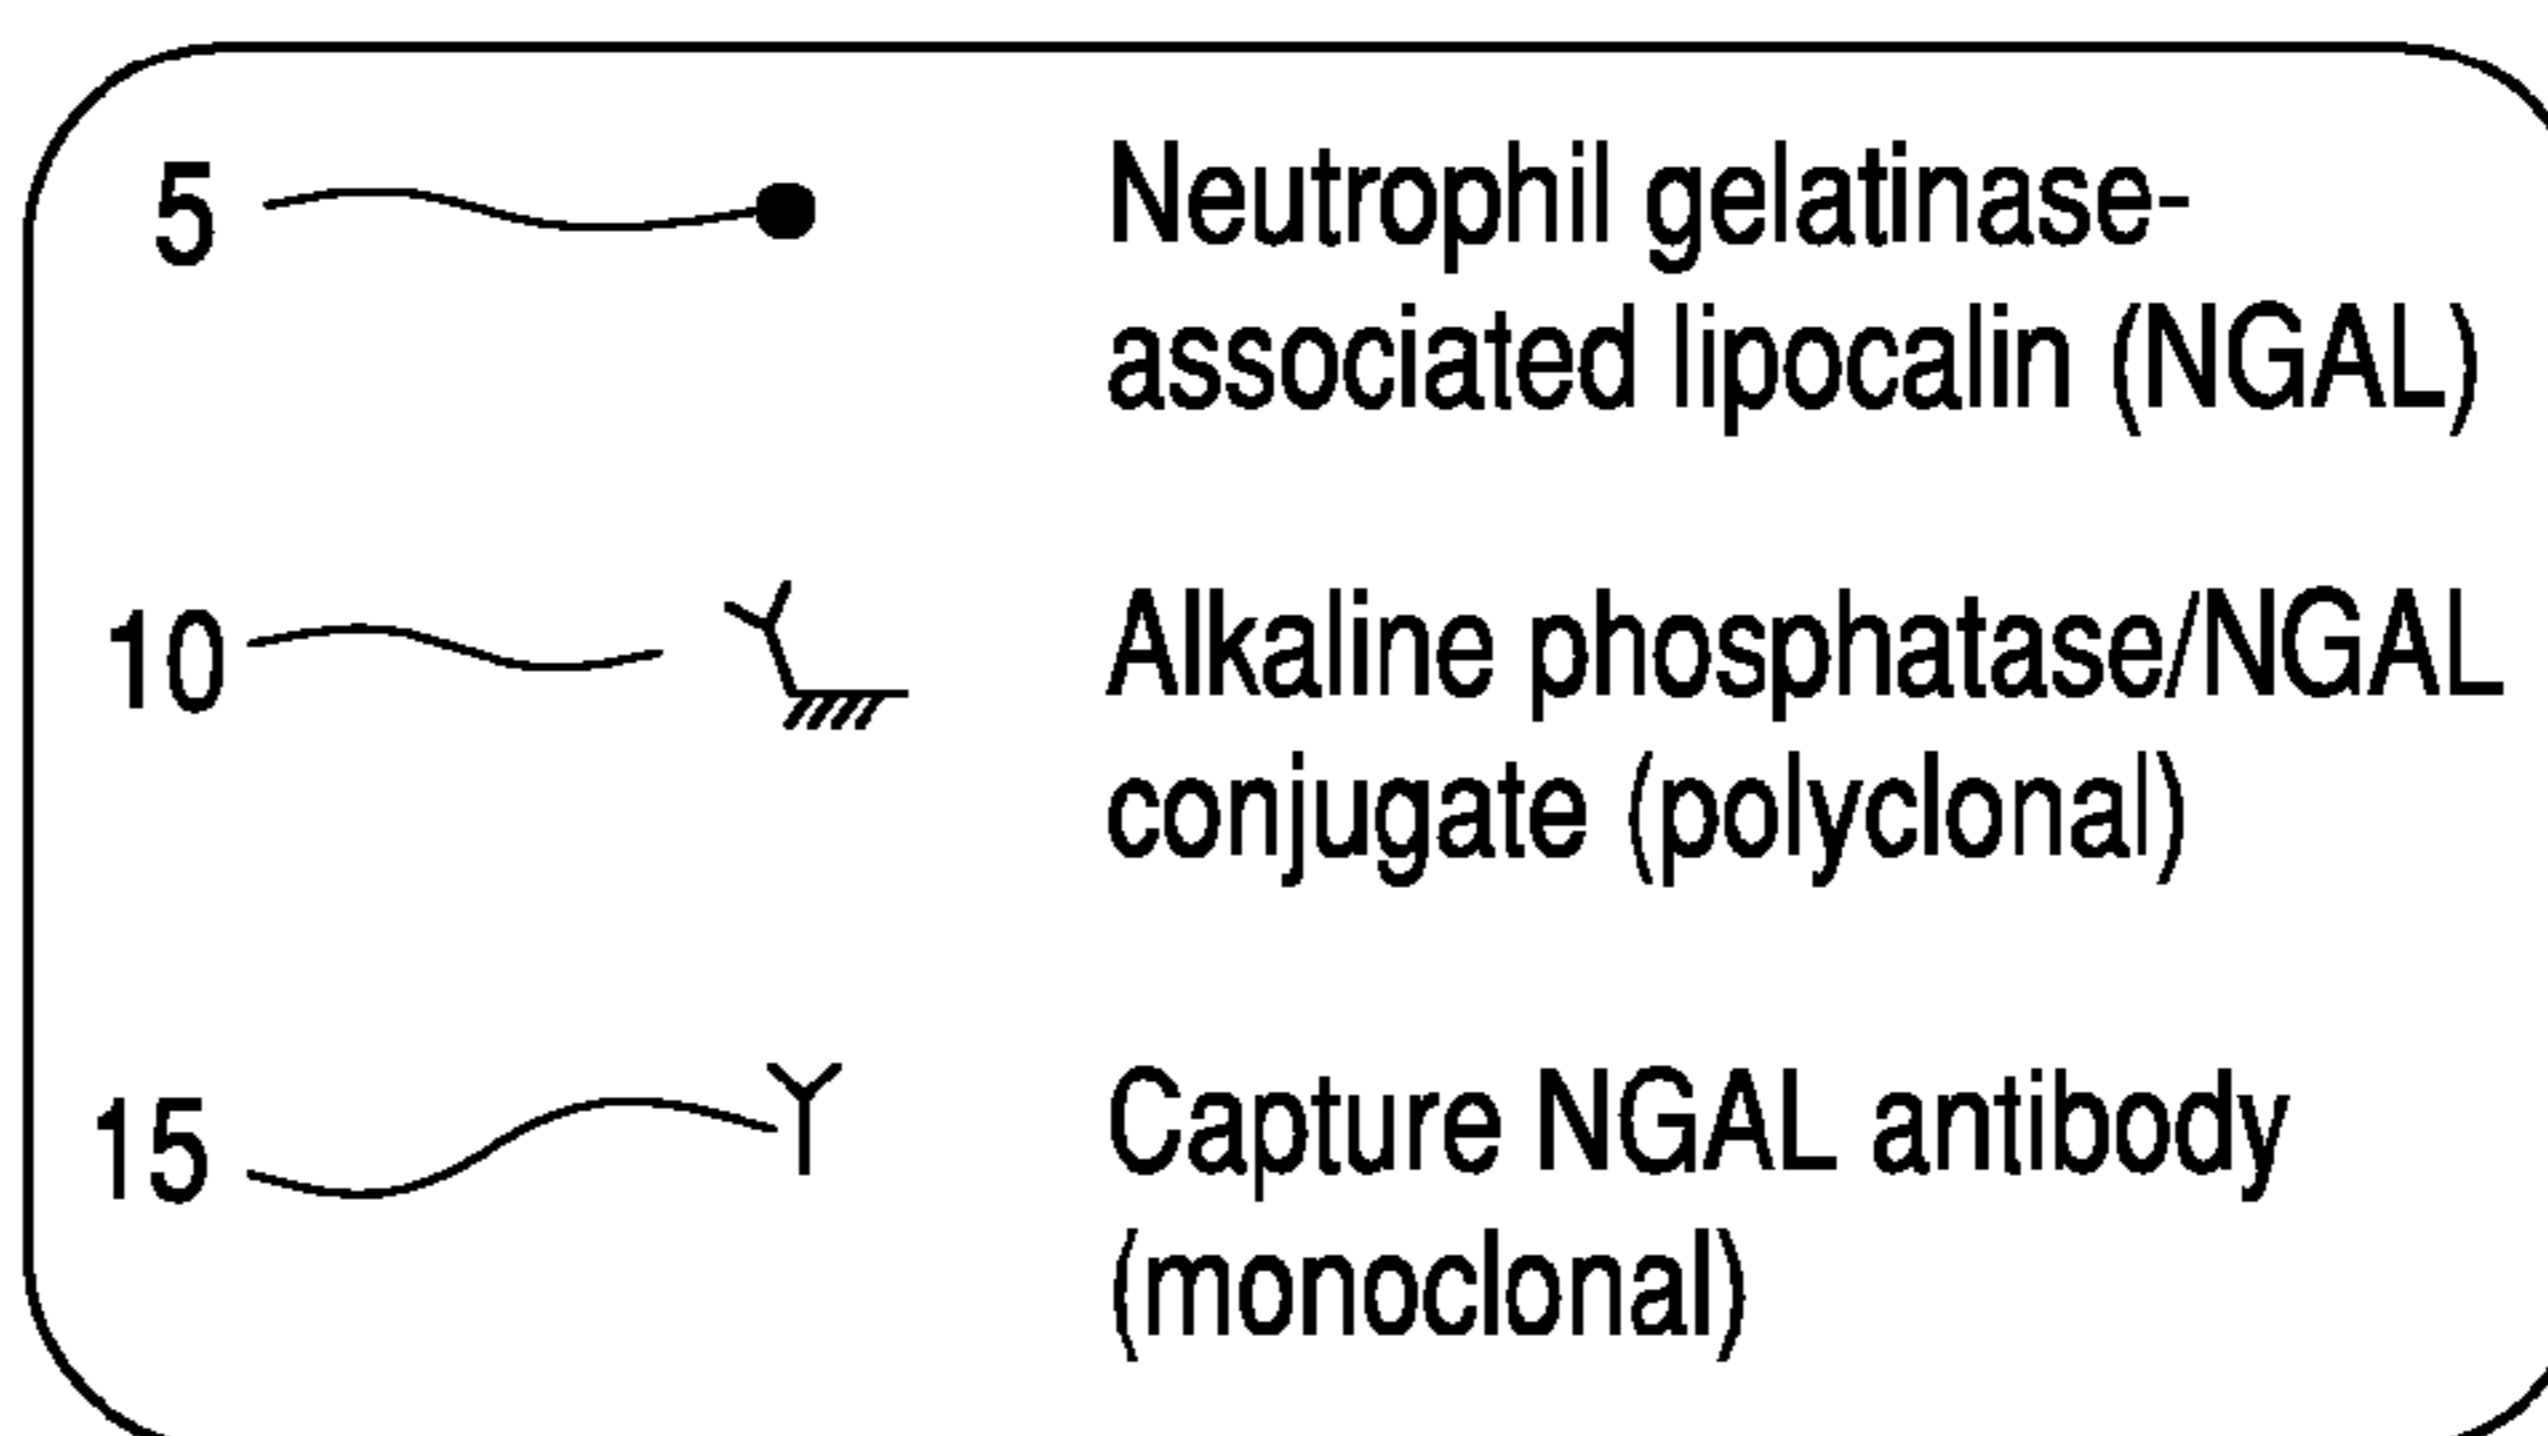 5 Neutrophil gelatinase-
associated lipocalin (NGAL)
10 Alkaline phosphatase/NGAL
conjugate (polyclonal)
15 Capture NGAL antibody
(monoclonal)